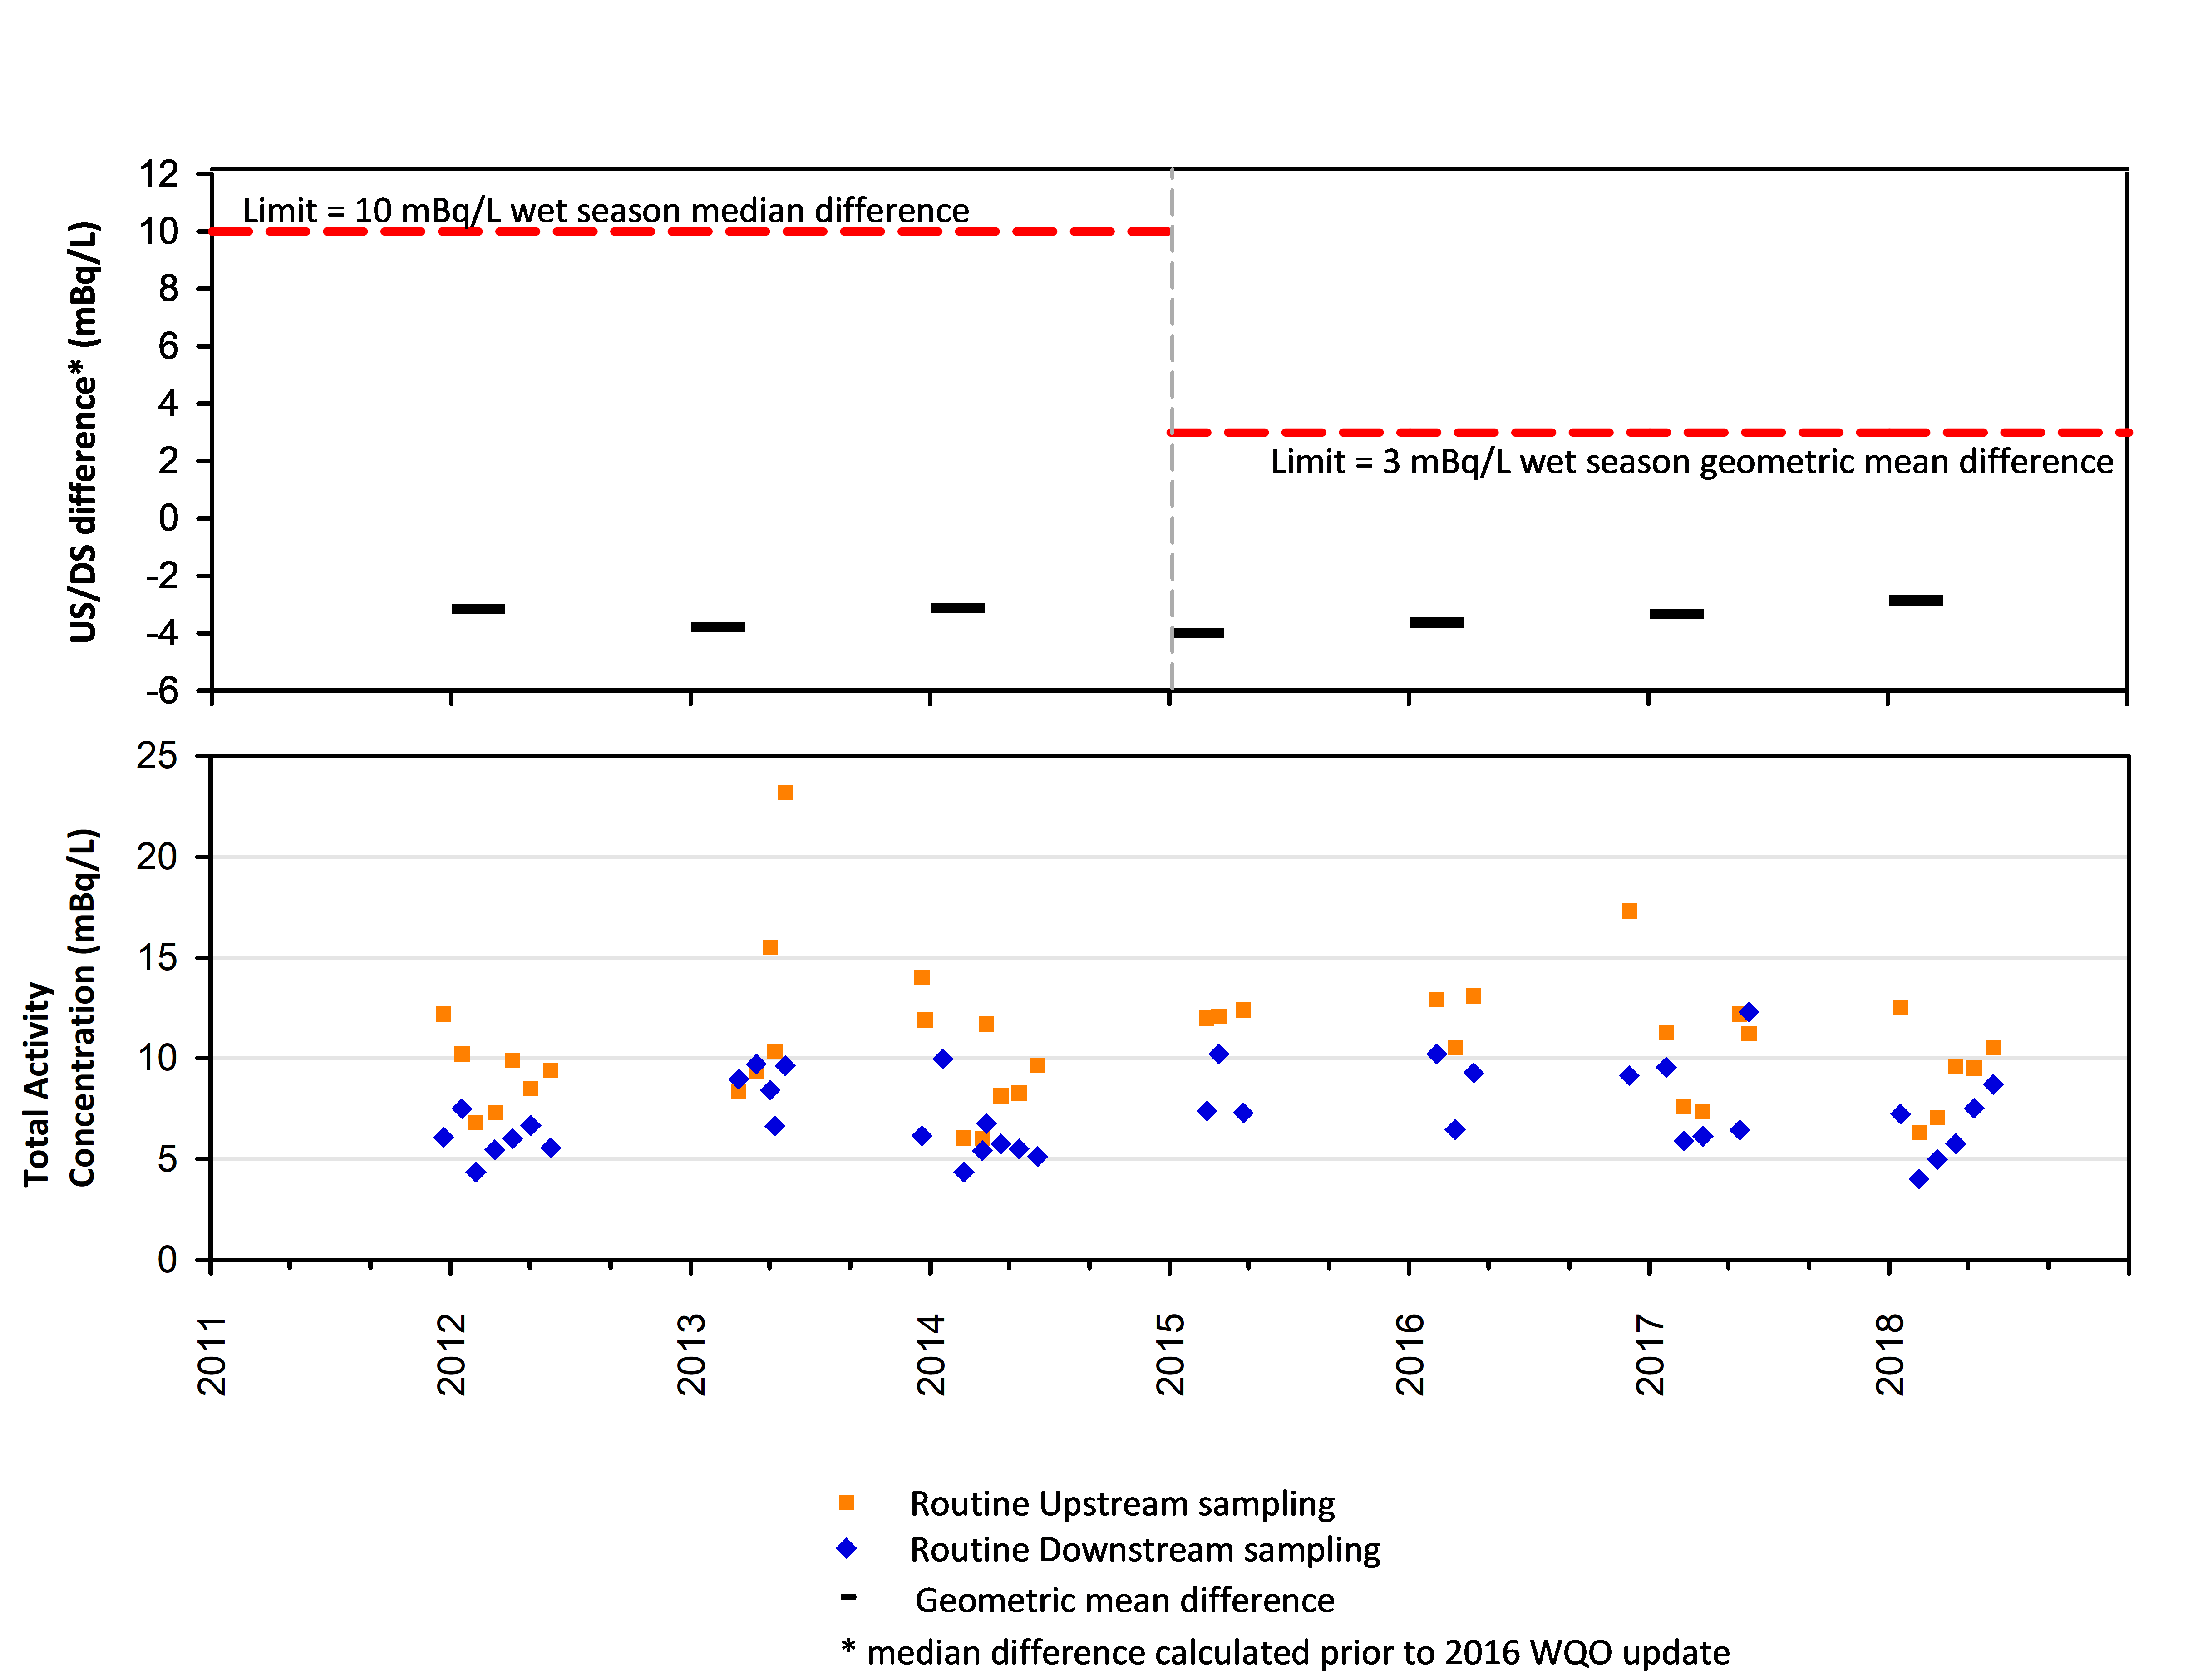 12
Limit = 10 mBq/L wet season median difference
10
8
6
4
2
0
-2
-4
-6
US/DS difference* (mBq/L)
Limit = 3 mBq/L wet season geometric mean difference
25
20
15
10
5
0
Total Activity
Concentration (mBq/L)
2011
2012
2013
2014
2015
2016
2017
2018
Routine Upstream sampling
Routine Downstream sampling
Geometric mean difference
* median difference calculated prior to 2016 WQO update